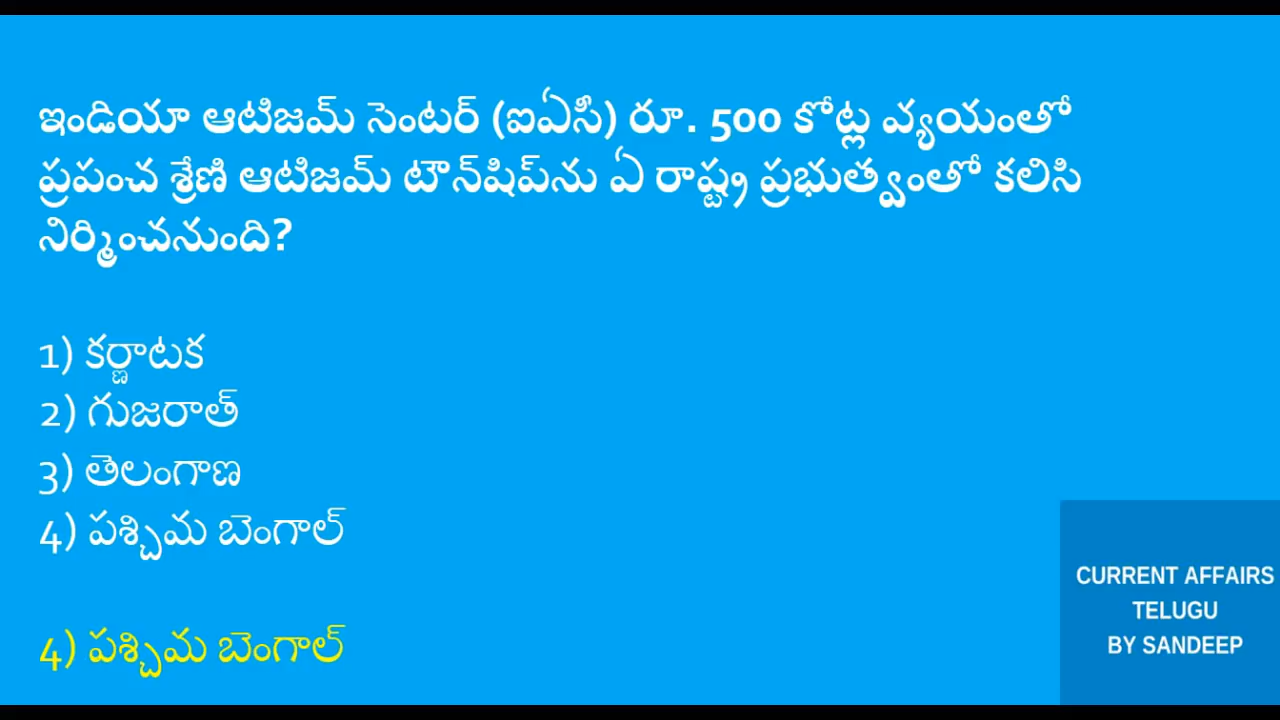 ఇండియా ఆటిజమ్ సెంటర్ (ఐఏసీ) రూ. 500 కోట్ల వ్యయంతో
ప్రపంచ శ్రేణి ఆటిజమ్ టౌన్‌షిప్‌ను ఏ రాష్ట్ర ప్రభుత్వంతో కలిసి
నిర్మించనుంది?
1) కర్ణాటక
2) గుజరాత్
3) తెలంగాణ
4) పశ్చిమ బెంగాల్
4) పశ్చిమ బెంగాల్
CURRENT AFFAIRS
TELUGU
BY SANDEEP